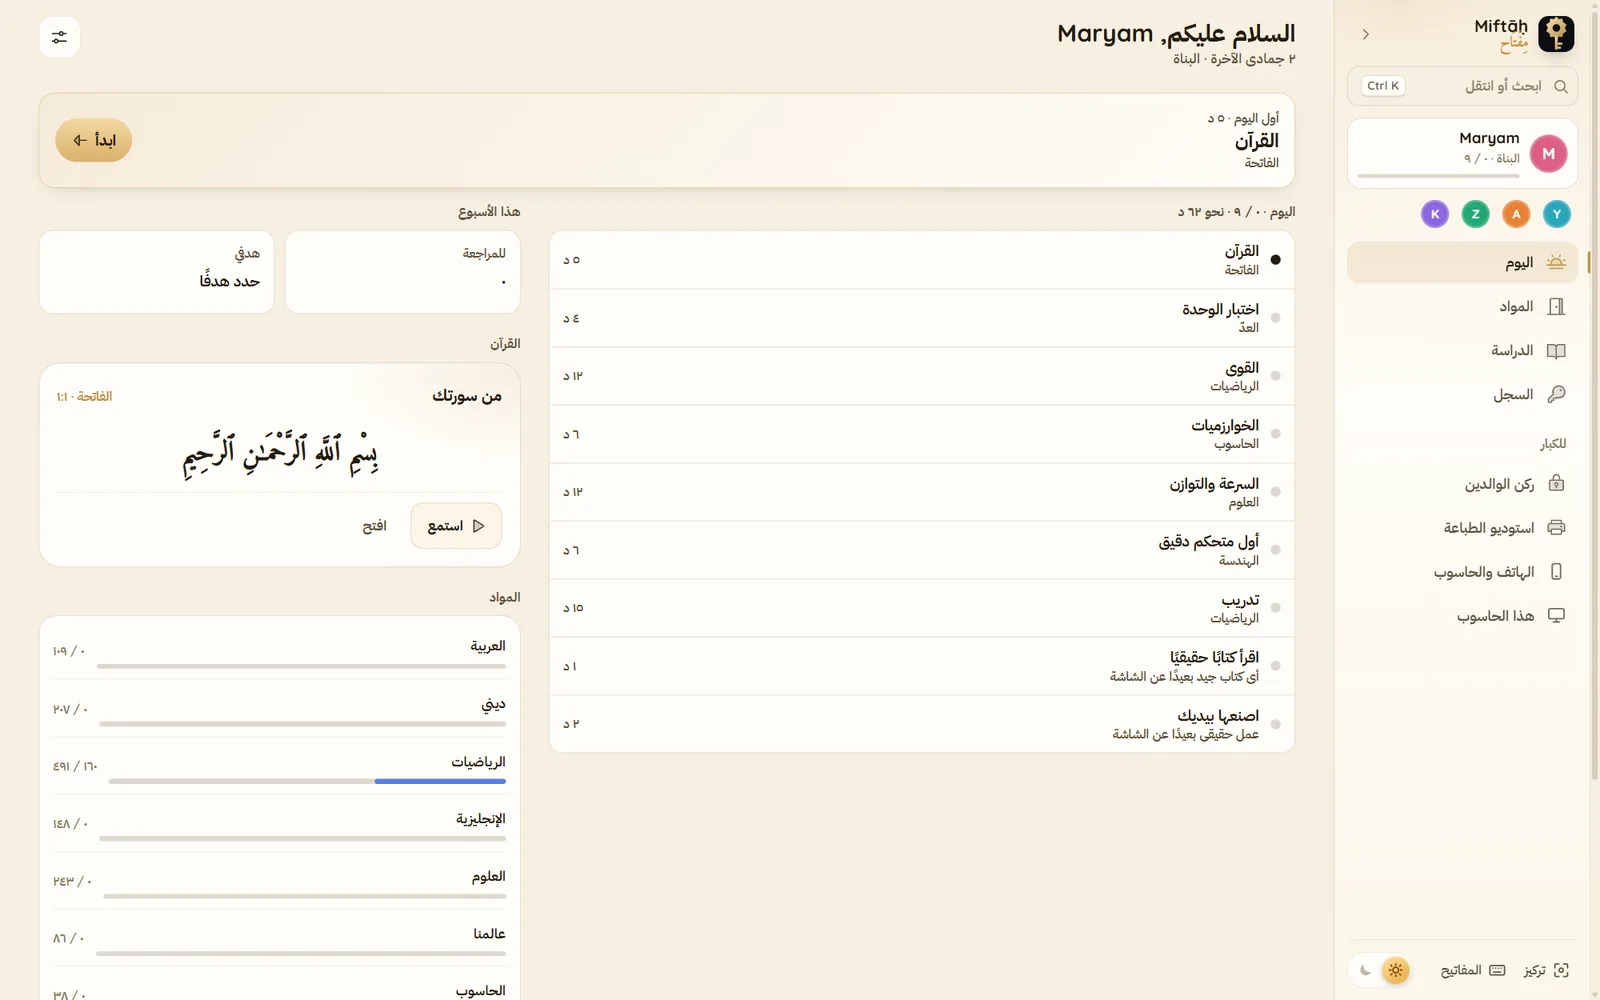 Miftāḥ
مِفتاح
ابحث أو انتقل
Ctrl K
M
Maryam
البناة · ٠ / ٩
Y
A
Z
K
اليوم
المواد
الدراسة
السجل
للكبار
ركن الوالدين
استوديو الطباعة
الهاتف والحاسوب
هذا الحاسوب
تركيز
المفاتيح
السلام عليكم, Maryam
٢ جمادى الآخرة · البناة
أول اليوم · ٥ د
القرآن
الفاتحة
ابدأ
اليوم · ٠ / ٩ · نحو ٦٢ د
القرآن
الفاتحة
٥ د
اختبار الوحدة
العدّ
٤ د
القوى
الرياضيات
١٢ د
الخوارزميات
الحاسوب
٦ د
السرعة والتوازن
العلوم
١٢ د
أول متحكم دقيق
الهندسة
٦ د
تدريب
الرياضيات
١٥ د
اقرأ كتابًا حقيقيًا
أي كتاب جيد بعيدًا عن الشاشة
١ د
اصنعها بيديك
عمل حقيقي بعيدًا عن الشاشة
٢ د
هذا الأسبوع
للمراجعة
٠
هدفي
حدد هدفًا
القرآن
من سورتك
الفاتحة · ١:١
بِسْمِ ٱللَّهِ ٱلرَّحْمَـٰنِ ٱلرَّحِيمِ
استمع
افتح
المواد
العربية
٠ / ١٠٩
ديني
٠ / ٢٠٧
الرياضيات
١٦٠ / ٤٩١
الإنجليزية
٠ / ١٤٨
العلوم
٠ / ٢٤٣
عالمنا
٠ / ٨٦
الحاسوب
٠ / ٣٨